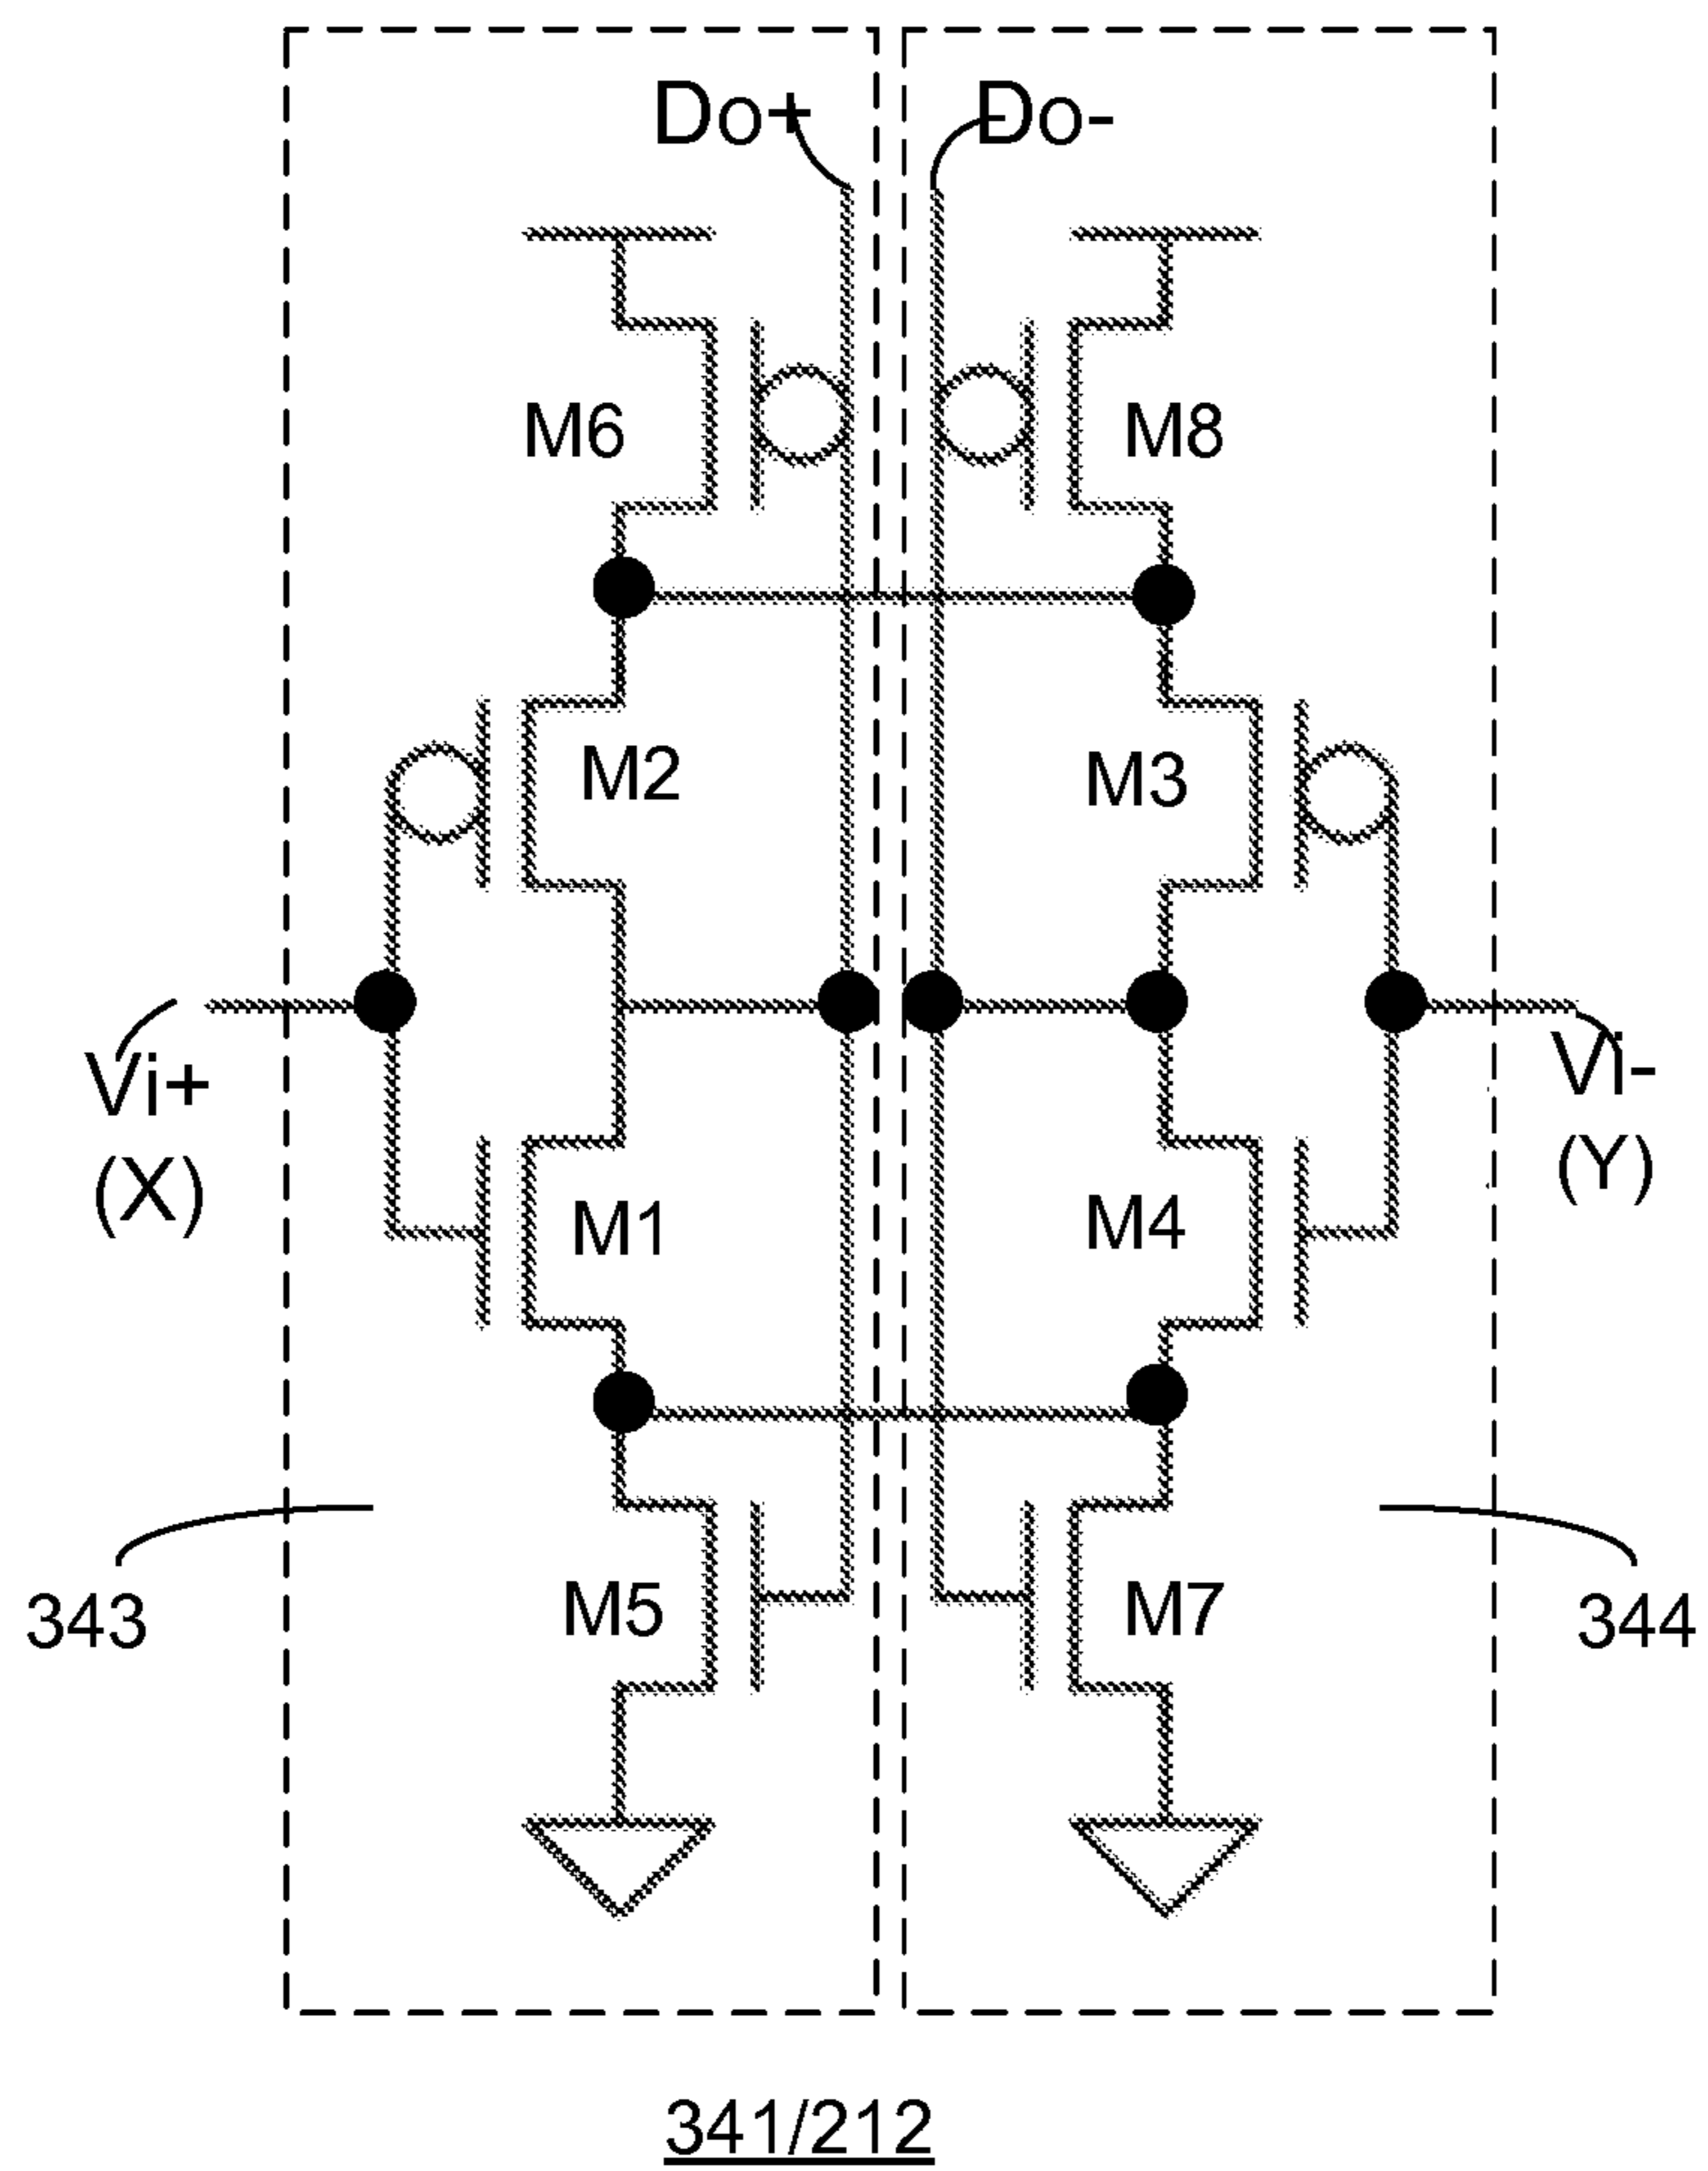 Do+ Do-
M6 M8
M2 M3
Vi+ Vi-
(X) (Y)
M1 M4
M5 M7
343 344
341/212